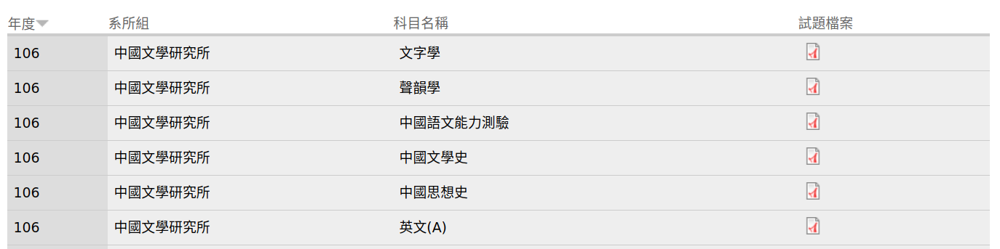 年度 系所組 科目名稱 試題檔案
106 中國文學研究所 文字學
106 中國文學研究所 聲韻學
106 中國文學研究所 中國語文能力測驗
106 中國文學研究所 中國文學史
106 中國文學研究所 中國思想史
106 中國文學研究所 英文(A)